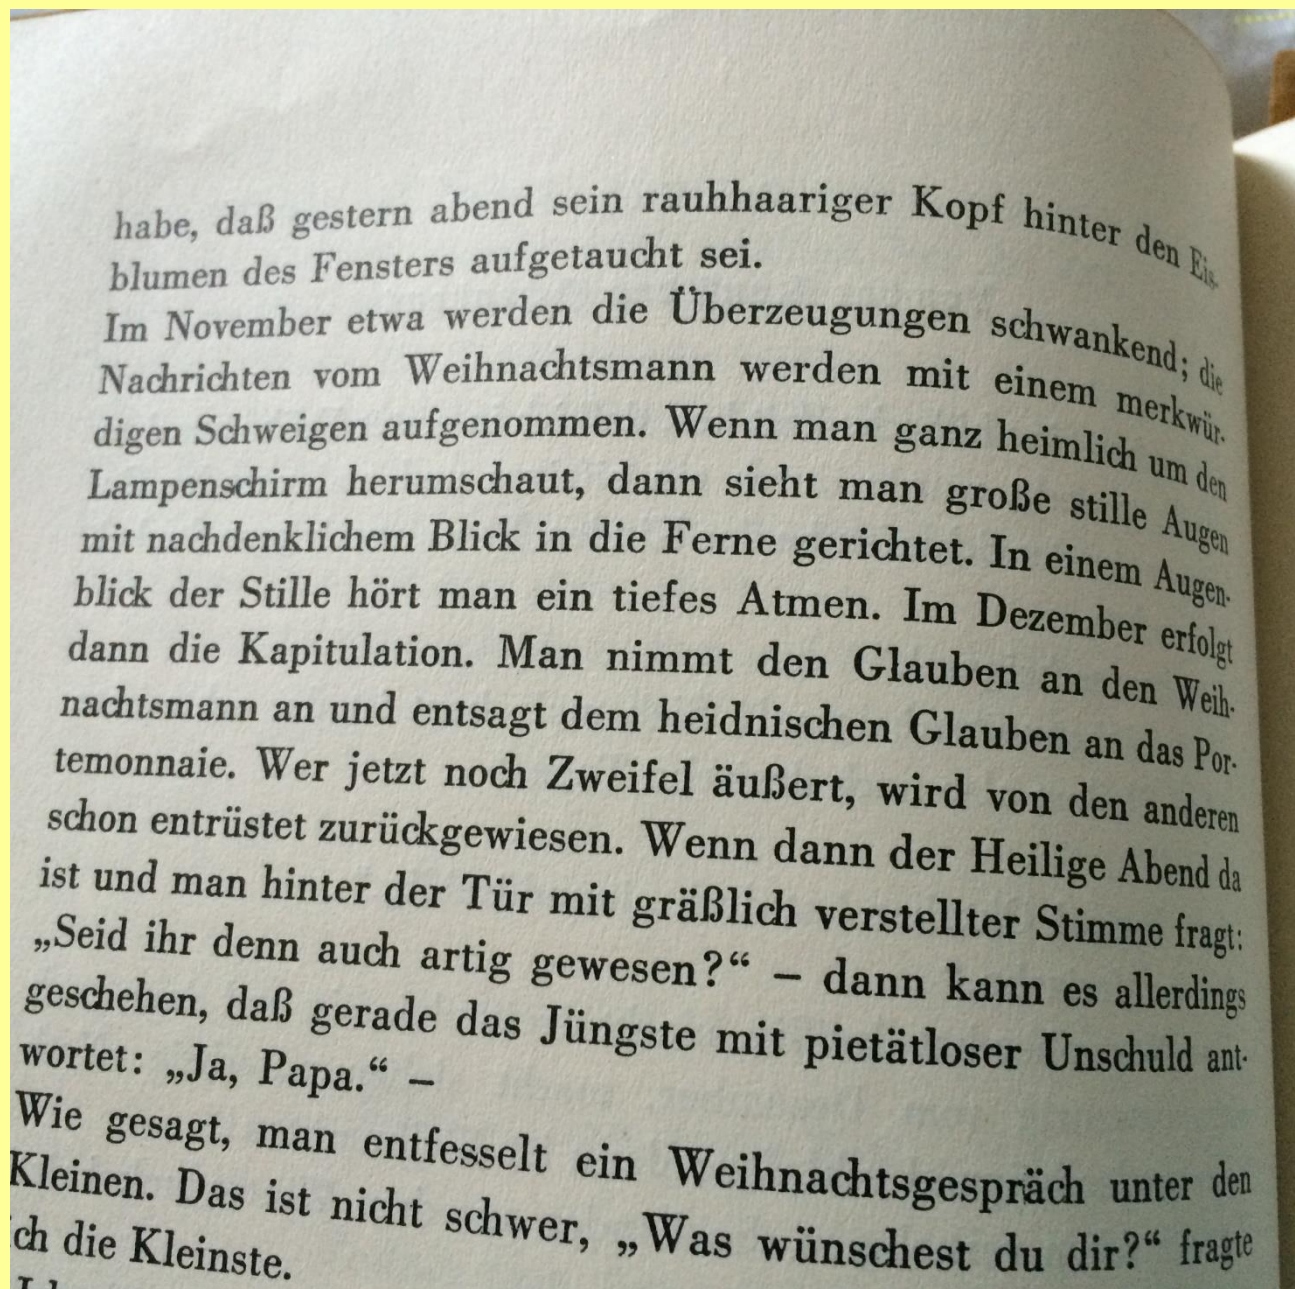 habe, daß gestern abend sein rauhhaariger Kopf hinter den Eis-
blumen des Fensters aufgetaucht sei.
Im November etwa werden die Überzeugungen schwankend; die
Nachrichten vom Weihnachtsmann werden mit einem merkwür-
digen Schweigen aufgenommen. Wenn man ganz heimlich um den
Lampenschirm herumschaut, dann sieht man große stille Augen
mit nachdenklichem Blick in die Ferne gerichtet. In einem Augen-
blick der Stille hört man ein tiefes Atmen. Im Dezember erfolgt
dann die Kapitulation. Man nimmt den Glauben an den Weih-
nachtsmann an und entsagt dem heidnischen Glauben an das Por-
temonnaie. Wer jetzt noch Zweifel äußert, wird von den anderen
schon entrüstet zurückgewiesen. Wenn dann der Heilige Abend da
ist und man hinter der Tür mit gräßlich verstellter Stimme fragt:
„Seid ihr denn auch artig gewesen?“ – dann kann es allerdings
geschehen, daß gerade das Jüngste mit pietätloser Unschuld ant-
wortet: „Ja, Papa.“ –
Wie gesagt, man entfesselt ein Weihnachtsgespräch unter den
Kleinen. Das ist nicht schwer, „Was wünschest du dir?“ fragte
ch die Kleinste.